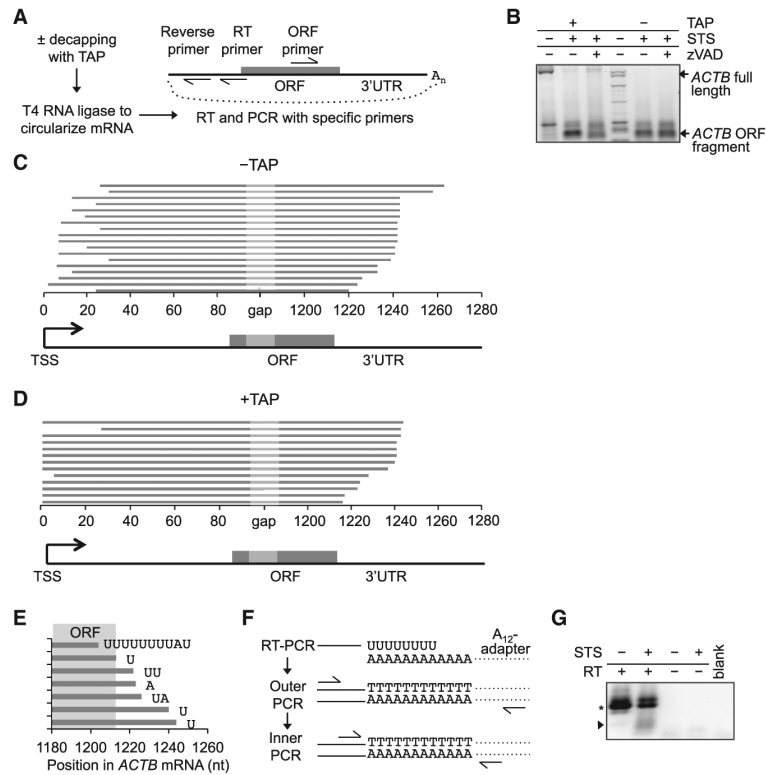 A
± decapping
with TAP
T4 RNA ligase to
circularize mRNA
Reverse
primer
RT
primer
ORF
primer
ORF
3'UTR
An
RT and PCR with specific primers
B
+ − TAP
− + + − + + STS
− − + − − + zVAD
ACTB full
length
ACTB ORF
fragment
C
−TAP
0 20 40 60 80 gap 1200 1220 1240 1260 1280
TSS
ORF
3'UTR
D
+TAP
0 20 40 60 80 gap 1200 1220 1240 1260 1280
TSS
ORF
3'UTR
E
ORF
UUUUUUUUAU
U
UU
A
UA
U
U
1180 1200 1220 1240 1260
Position in ACTB mRNA (nt)
F
A12-
adapter
RT-PCR
UUUUUUUU
AAAAAAAAAAAA
Outer
PCR
TTTTTTTTTTTT
AAAAAAAAAAAA
Inner
PCR
TTTTTTTTTTTT
AAAAAAAAAAAA
G
STS − + − + blank
RT + + − −
*